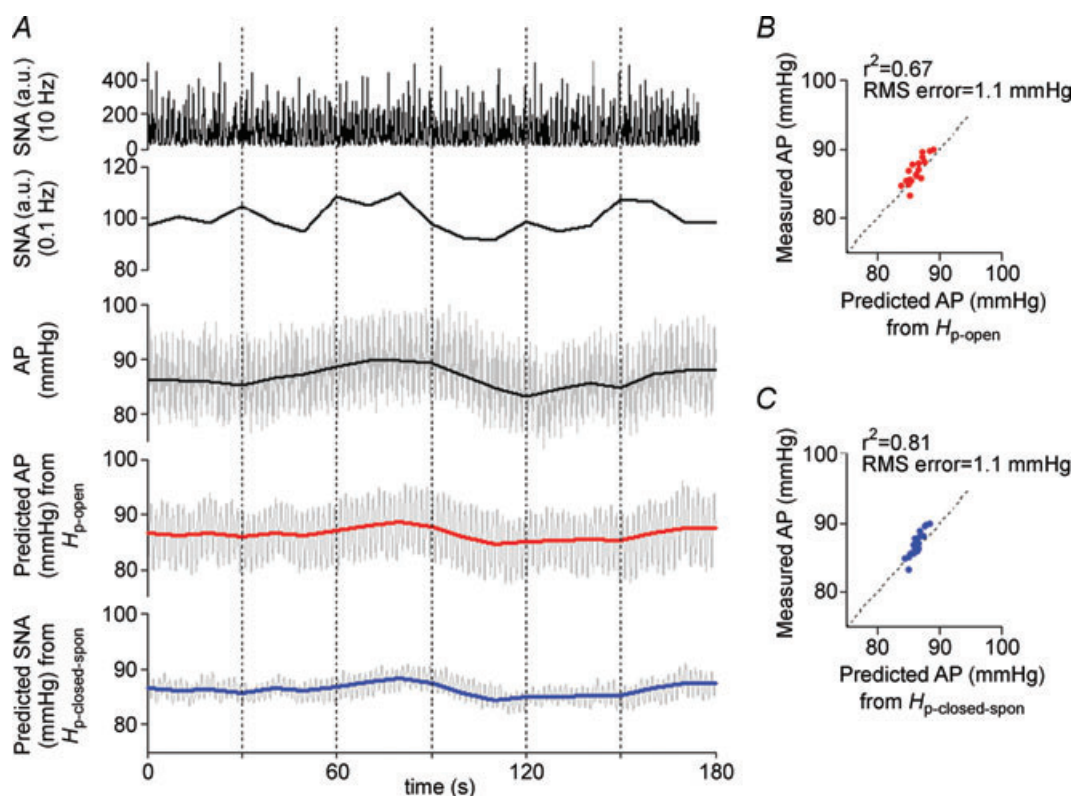 A
SNA (a.u.)
(10 Hz)
400
200
0
SNA (a.u.)
(0.1 Hz)
120
100
80
AP
(mmHg)
100
90
80
Predicted AP
(mmHg) from
Hp-open
100
90
80
Predicted SNA
(mmHg) from
Hp-closed-spon
100
90
80
0
60
120
180
time (s)
B
r2=0.67
RMS error=1.1 mmHg
Measured AP (mmHg)
100
90
80
80
90
100
Predicted AP (mmHg)
from Hp-open
C
r2=0.81
RMS error=1.1 mmHg
Measured AP (mmHg)
100
90
80
80
90
100
Predicted AP (mmHg)
from Hp-closed-spon